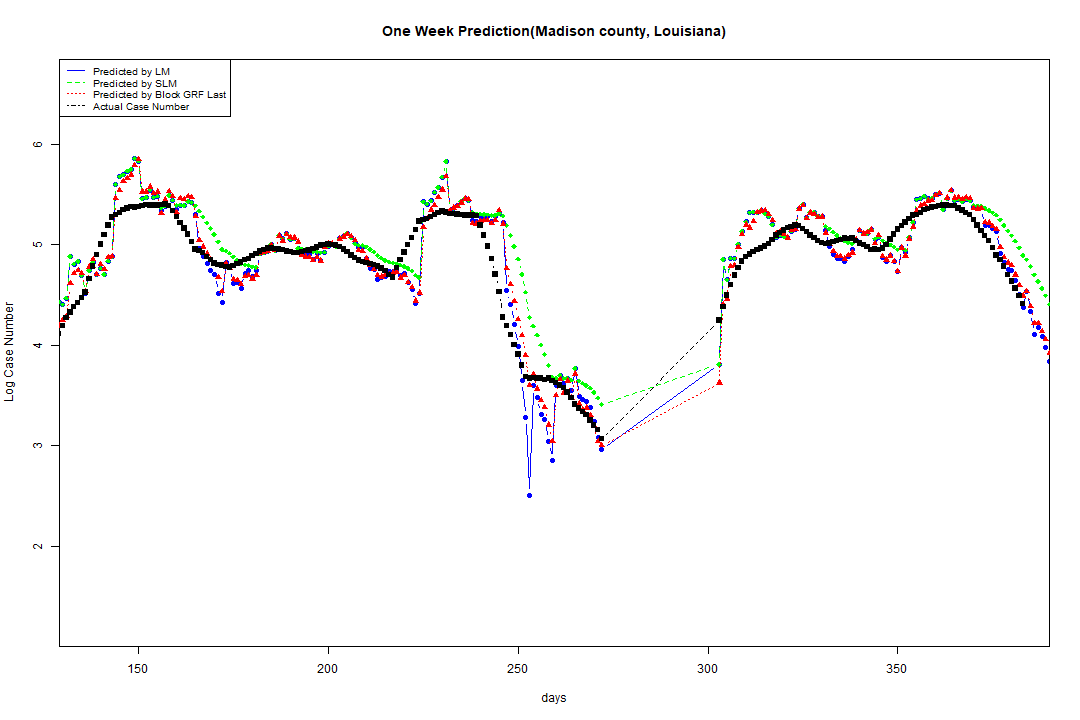 One Week Prediction(Madison county, Louisiana)
Predicted by LM
Predicted by SLM
Predicted by Block GRF Last
Actual Case Number
6
5
4
3
2
Log Case Number
150 200 250 300 350
days